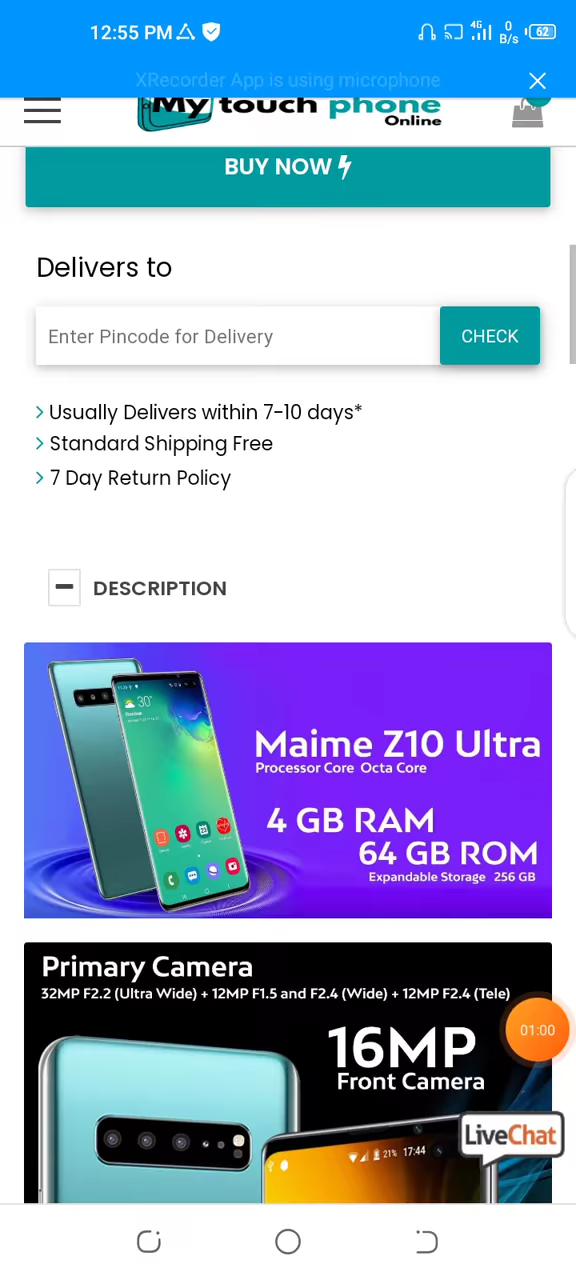 12:55 PM
4G
0
B/s
62
XRecorder App is using microphone
My touch phone
Online
BUY NOW
Delivers to
Enter Pincode for Delivery
CHECK
Usually Delivers within 7-10 days*
Standard Shipping Free
7 Day Return Policy
DESCRIPTION
30°
Maime Z10 Ultra
Processor Core Octa Core
4 GB RAM
64 GB ROM
Expandable Storage 256 GB
Primary Camera
32MP F2.2 (Ultra Wide) + 12MP F1.5 and F2.4 (Wide) + 12MP F2.4 (Tele)
16MP
Front Camera
01:00
LiveChat
21% 17:44